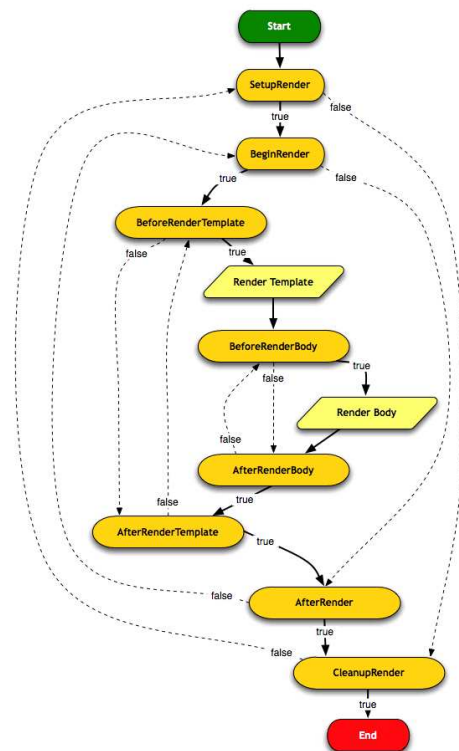 Start
SetupRender
false
true
BeginRender
true
false
BeforeRenderTemplate
false
true
Render Template
BeforeRenderBody
true
false
Render Body
false
AfterRenderBody
true
false
AfterRenderTemplate
true
false
AfterRender
true
false
CleanupRender
true
End